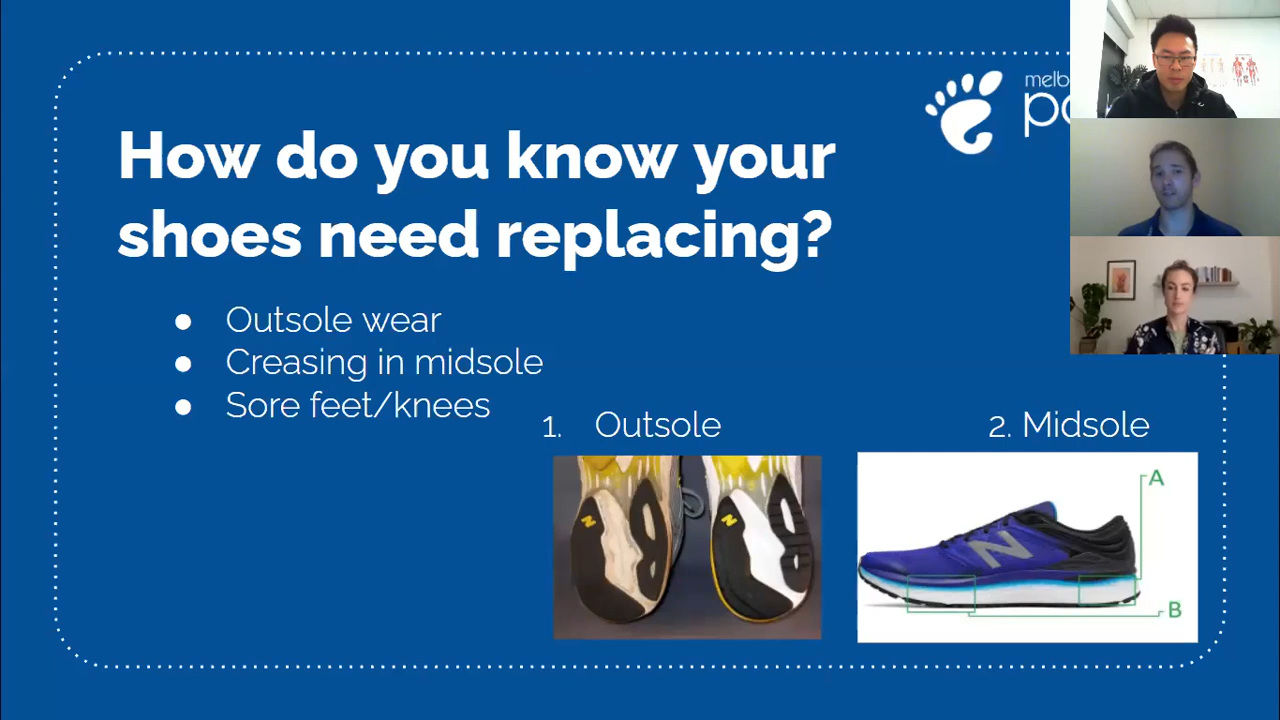 How do you know your
shoes need replacing?
● Outsole wear
● Creasing in midsole
● Sore feet/knees
1. Outsole
2. Midsole
A
B
N
N
N